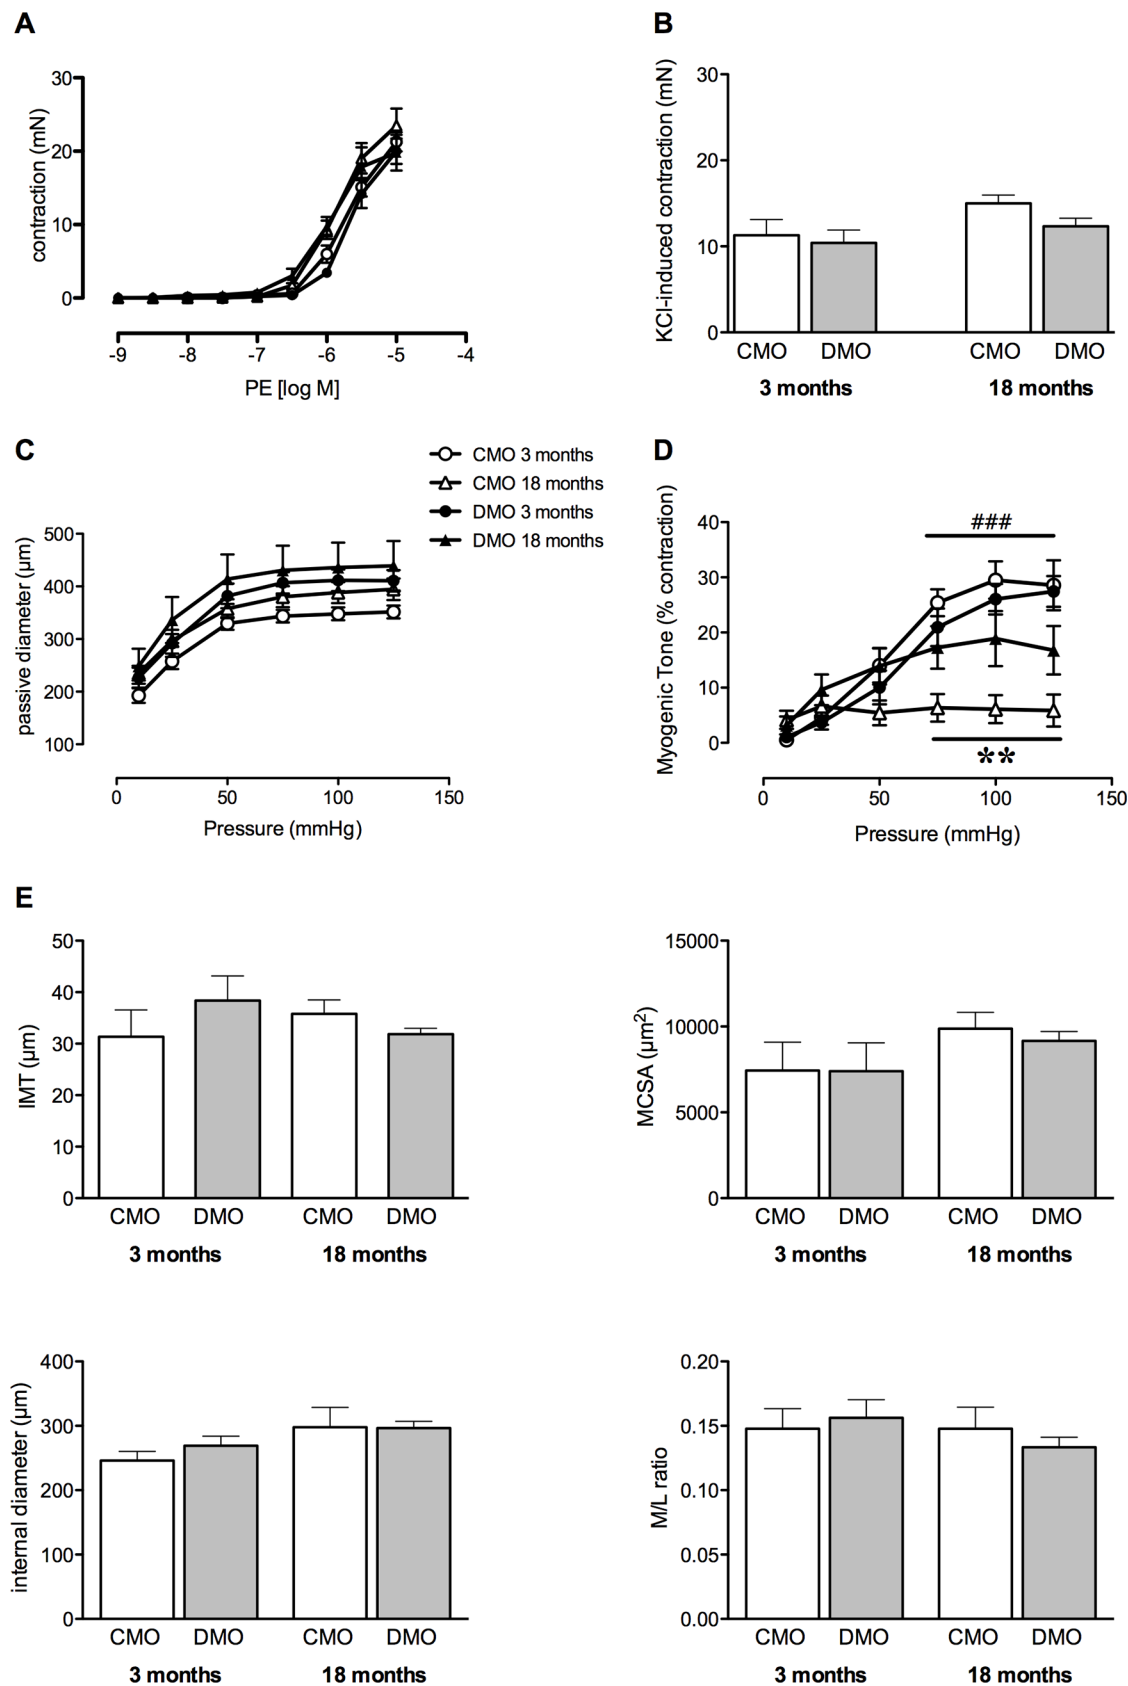 A
30
20
10
0
contraction (mN)
-9 -8 -7 -6 -5 -4
PE [log M]
B
30
20
10
0
KCl-induced contraction (mN)
CMO DMO CMO DMO
3 months 18 months
C
CMO 3 months
CMO 18 months
DMO 3 months
DMO 18 months
500
400
300
200
100
passive diameter (µm)
0 50 100 150
Pressure (mmHg)
D
40
30
20
10
0
Myogenic Tone (% contraction)
###
**
0 50 100 150
Pressure (mmHg)
E
50
40
30
20
10
0
IMT (µm)
CMO DMO CMO DMO
3 months 18 months
15000
10000
5000
0
MCSA (µm²)
CMO DMO CMO DMO
3 months 18 months
400
300
200
100
0
internal diameter (µm)
CMO DMO CMO DMO
3 months 18 months
0.20
0.15
0.10
0.05
0.00
M/L ratio
CMO DMO CMO DMO
3 months 18 months